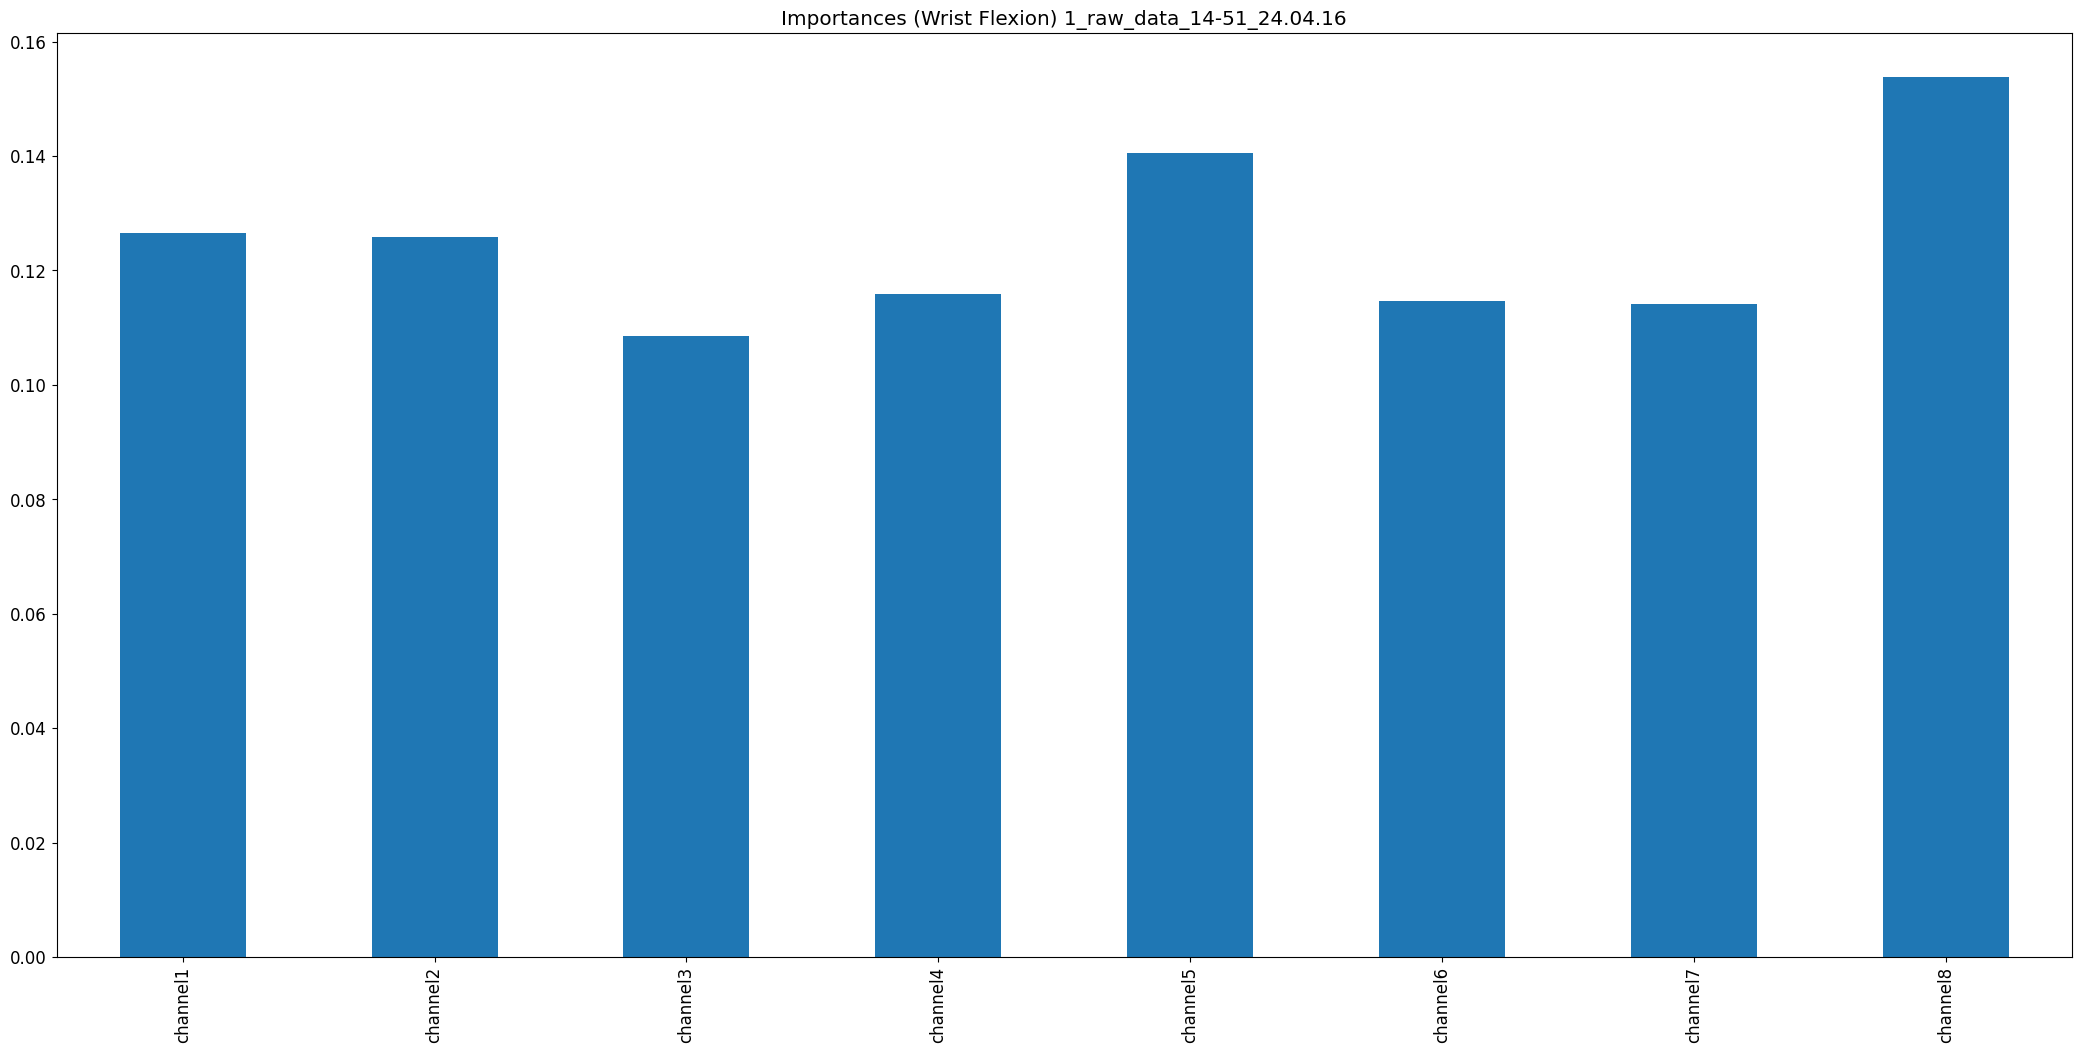 Importances (Wrist Flexion) 1_raw_data_14-51_24.04.16
0.16
0.14
0.12
0.10
0.08
0.06
0.04
0.02
0.00
channel1
channel2
channel3
channel4
channel5
channel6
channel7
channel8